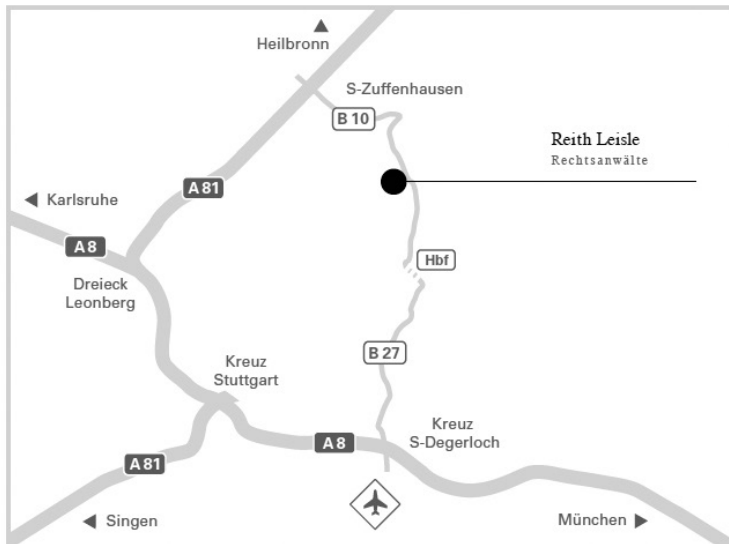 Heilbronn
S-Zuffenhausen
B 10
Reith Leisle
Rechtsanwälte
A 81
Karlsruhe
A 8
Hbf
Dreieck
Leonberg
B 27
Kreuz
Stuttgart
Kreuz
S-Degerloch
A 8
A 81
Singen
München